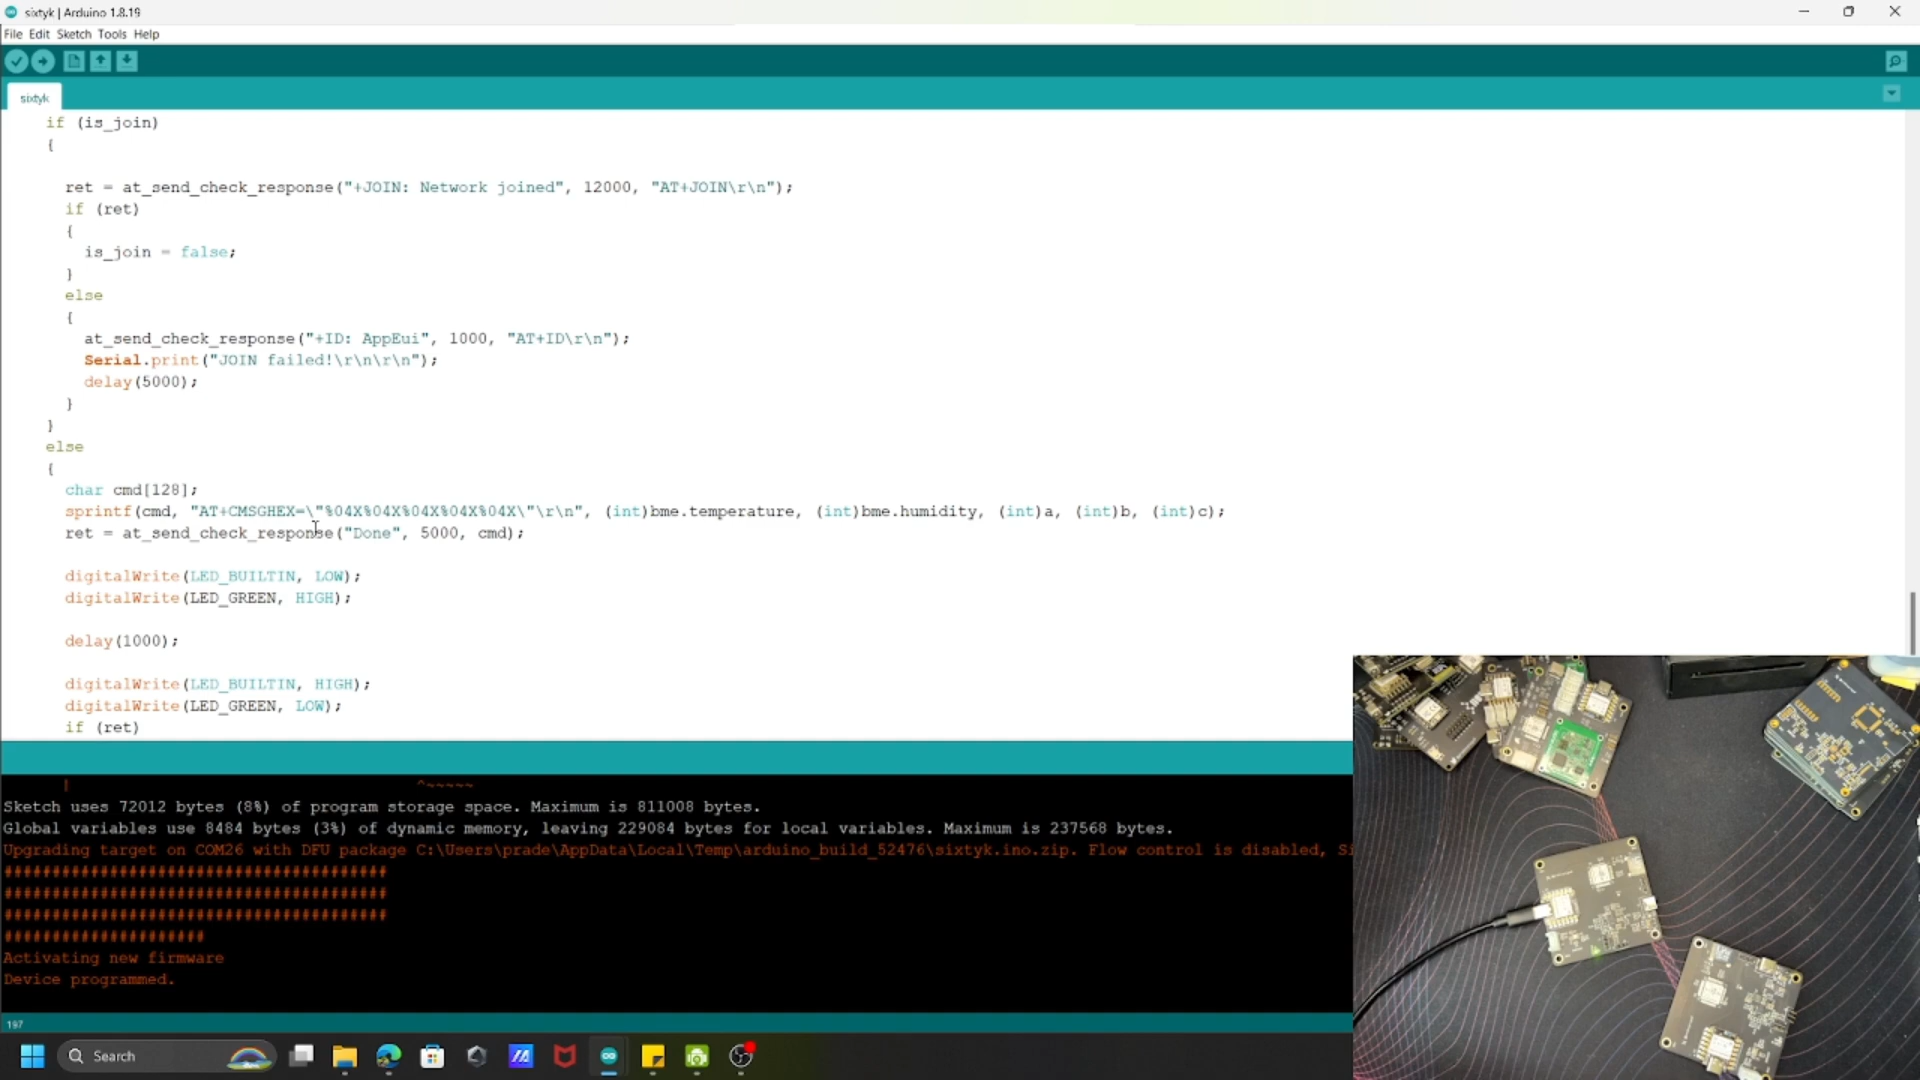 sixtyk | Arduino 1.8.19
File Edit Sketch Tools Help
sixtyk
if (is_join)
{
ret = at_send_check_response("+JOIN: Network joined", 12000, "AT+JOIN\r\n");
if (ret)
{
is_join = false;
}
else
{
at_send_check_response("+ID: AppEui", 1000, "AT+ID\r\n");
Serial.print("JOIN failed!\r\n\r\n");
delay(5000);
}
}
else
{
char cmd[128];
sprintf(cmd, "AT+CMSGHEX=\"%04X%04X%04X%04X%04X\"\r\n", (int)bme.temperature, (int)bme.humidity, (int)a, (int)b, (int)c);
ret = at_send_check_response("Done", 5000, cmd);
digitalWrite(LED_BUILTIN, LOW);
digitalWrite(LED_GREEN, HIGH);
delay(1000);
digitalWrite(LED_BUILTIN, HIGH);
digitalWrite(LED_GREEN, LOW);
if (ret)
| ^~~~~~
Sketch uses 72012 bytes (8%) of program storage space. Maximum is 811008 bytes.
Global variables use 8484 bytes (3%) of dynamic memory, leaving 229084 bytes for local variables. Maximum is 237568 bytes.
Upgrading target on COM26 with DFU package C:\Users\prade\AppData\Local\Temp\arduino_build_52476\sixtyk.ino.zip. Flow control is disabled, Si
########################################
########################################
########################################
#####################
Activating new firmware
Device programmed.
197
Search